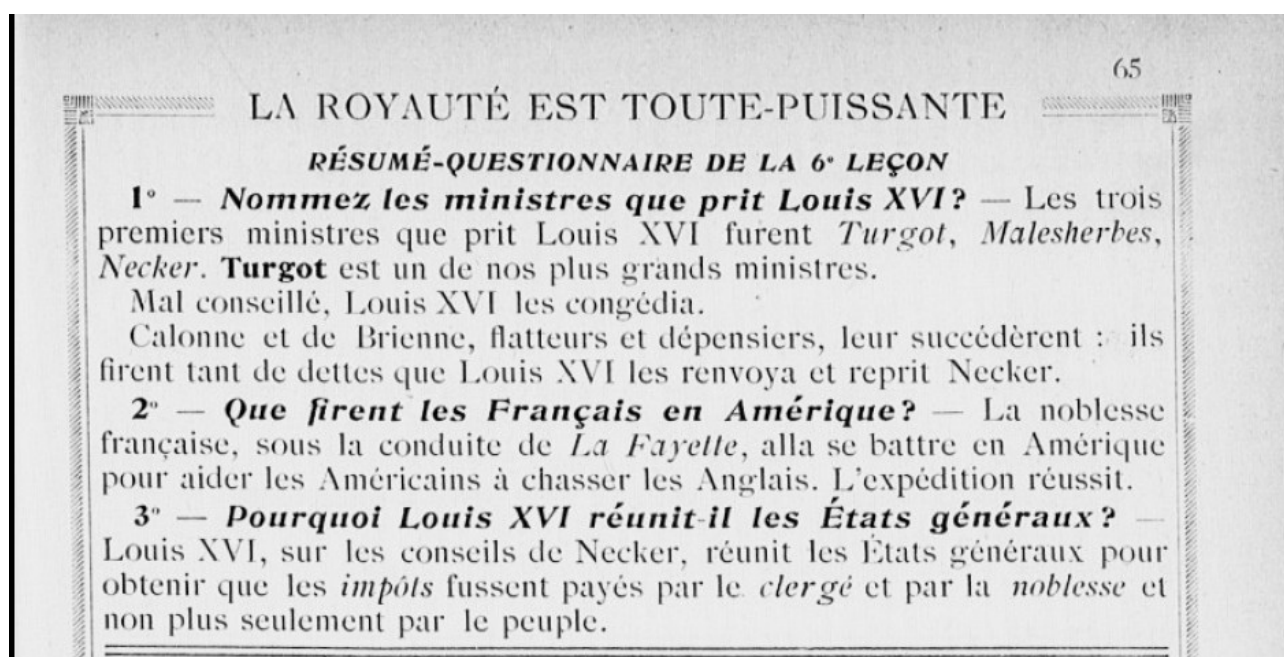 65
LA ROYAUTÉ EST TOUTE-PUISSANTE
RÉSUMÉ-QUESTIONNAIRE DE LA 6e LEÇON
1° — Nommez les ministres que prit Louis XVI? — Les trois
premiers ministres que prit Louis XVI furent Turgot, Malesherbes,
Necker. Turgot est un de nos plus grands ministres.
Mal conseillé, Louis XVI les congédia.
Calonne et de Brienne, flatteurs et dépensiers, leur succédèrent : ils
firent tant de dettes que Louis XVI les renvoya et reprit Necker.
2° — Que firent les Français en Amérique? — La noblesse
française, sous la conduite de La Fayette, alla se battre en Amérique
pour aider les Américains à chasser les Anglais. L'expédition réussit.
3° — Pourquoi Louis XVI réunit-il les États généraux? —
Louis XVI, sur les conseils de Necker, réunit les États généraux pour
obtenir que les impôts fussent payés par le clergé et par la noblesse et
non plus seulement par le peuple.